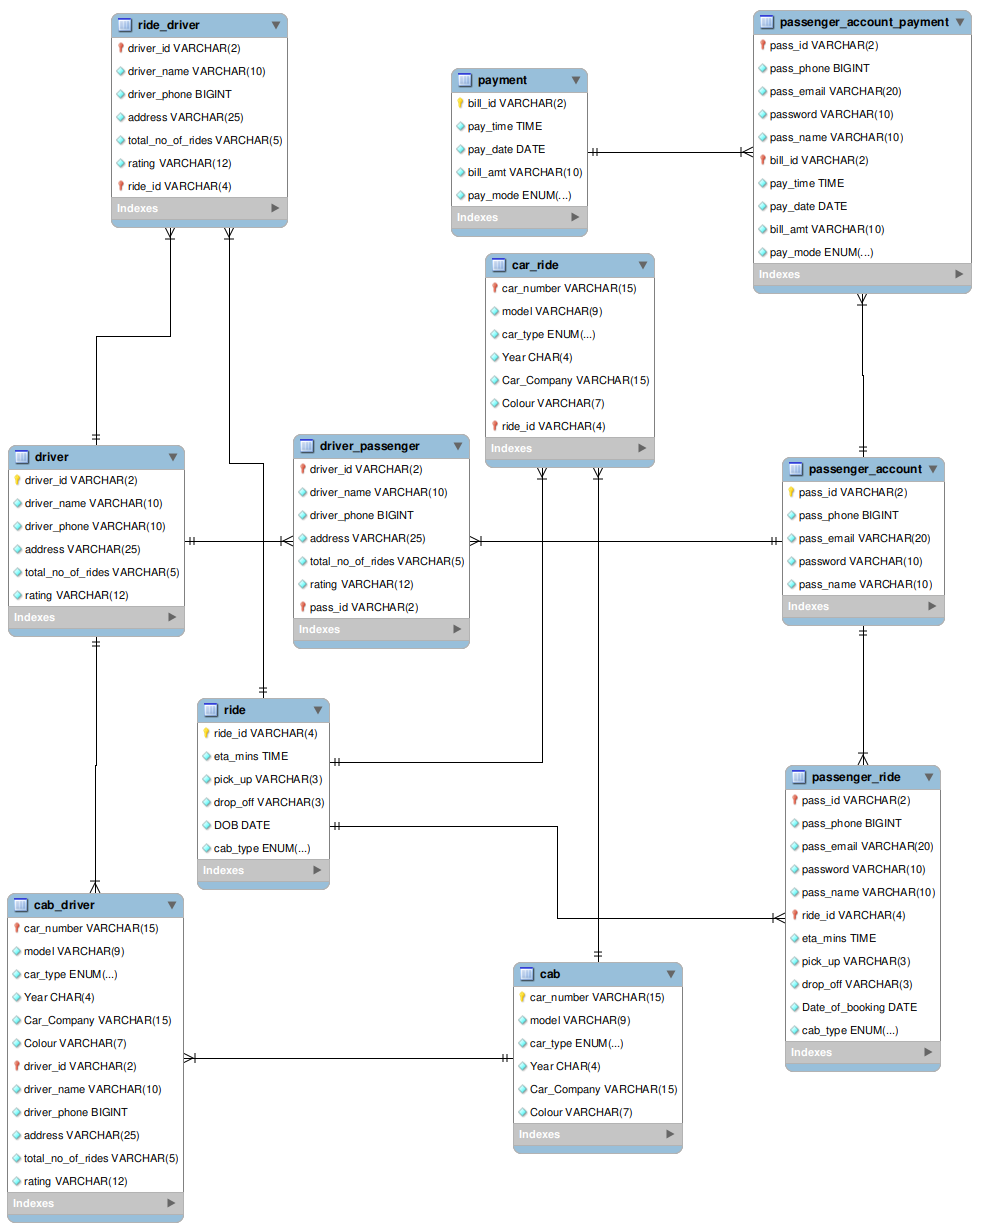 ride_driver
driver_id VARCHAR(2)
driver_name VARCHAR(10)
driver_phone BIGINT
address VARCHAR(25)
total_no_of_rides VARCHAR(5)
rating VARCHAR(12)
ride_id VARCHAR(4)
Indexes
payment
bill_id VARCHAR(2)
pay_time TIME
pay_date DATE
bill_amt VARCHAR(10)
pay_mode ENUM(...)
Indexes
passenger_account_payment
pass_id VARCHAR(2)
pass_phone BIGINT
pass_email VARCHAR(20)
password VARCHAR(10)
pass_name VARCHAR(10)
bill_id VARCHAR(2)
pay_time TIME
pay_date DATE
bill_amt VARCHAR(10)
pay_mode ENUM(...)
Indexes
car_ride
car_number VARCHAR(15)
model VARCHAR(9)
car_type ENUM(...)
Year CHAR(4)
Car_Company VARCHAR(15)
Colour VARCHAR(7)
ride_id VARCHAR(4)
Indexes
driver
driver_id VARCHAR(2)
driver_name VARCHAR(10)
driver_phone VARCHAR(10)
address VARCHAR(25)
total_no_of_rides VARCHAR(5)
rating VARCHAR(12)
Indexes
driver_passenger
driver_id VARCHAR(2)
driver_name VARCHAR(10)
driver_phone BIGINT
address VARCHAR(25)
total_no_of_rides VARCHAR(5)
rating VARCHAR(12)
pass_id VARCHAR(2)
Indexes
passenger_account
pass_id VARCHAR(2)
pass_phone BIGINT
pass_email VARCHAR(20)
password VARCHAR(10)
pass_name VARCHAR(10)
Indexes
ride
ride_id VARCHAR(4)
eta_mins TIME
pick_up VARCHAR(3)
drop_off VARCHAR(3)
DOB DATE
cab_type ENUM(...)
Indexes
passenger_ride
pass_id VARCHAR(2)
pass_phone BIGINT
pass_email VARCHAR(20)
password VARCHAR(10)
pass_name VARCHAR(10)
ride_id VARCHAR(4)
eta_mins TIME
pick_up VARCHAR(3)
drop_off VARCHAR(3)
Date_of_booking DATE
cab_type ENUM(...)
Indexes
cab_driver
car_number VARCHAR(15)
model VARCHAR(9)
car_type ENUM(...)
Year CHAR(4)
Car_Company VARCHAR(15)
Colour VARCHAR(7)
driver_id VARCHAR(2)
driver_name VARCHAR(10)
driver_phone BIGINT
address VARCHAR(25)
total_no_of_rides VARCHAR(5)
rating VARCHAR(12)
Indexes
cab
car_number VARCHAR(15)
model VARCHAR(9)
car_type ENUM(...)
Year CHAR(4)
Car_Company VARCHAR(15)
Colour VARCHAR(7)
Indexes